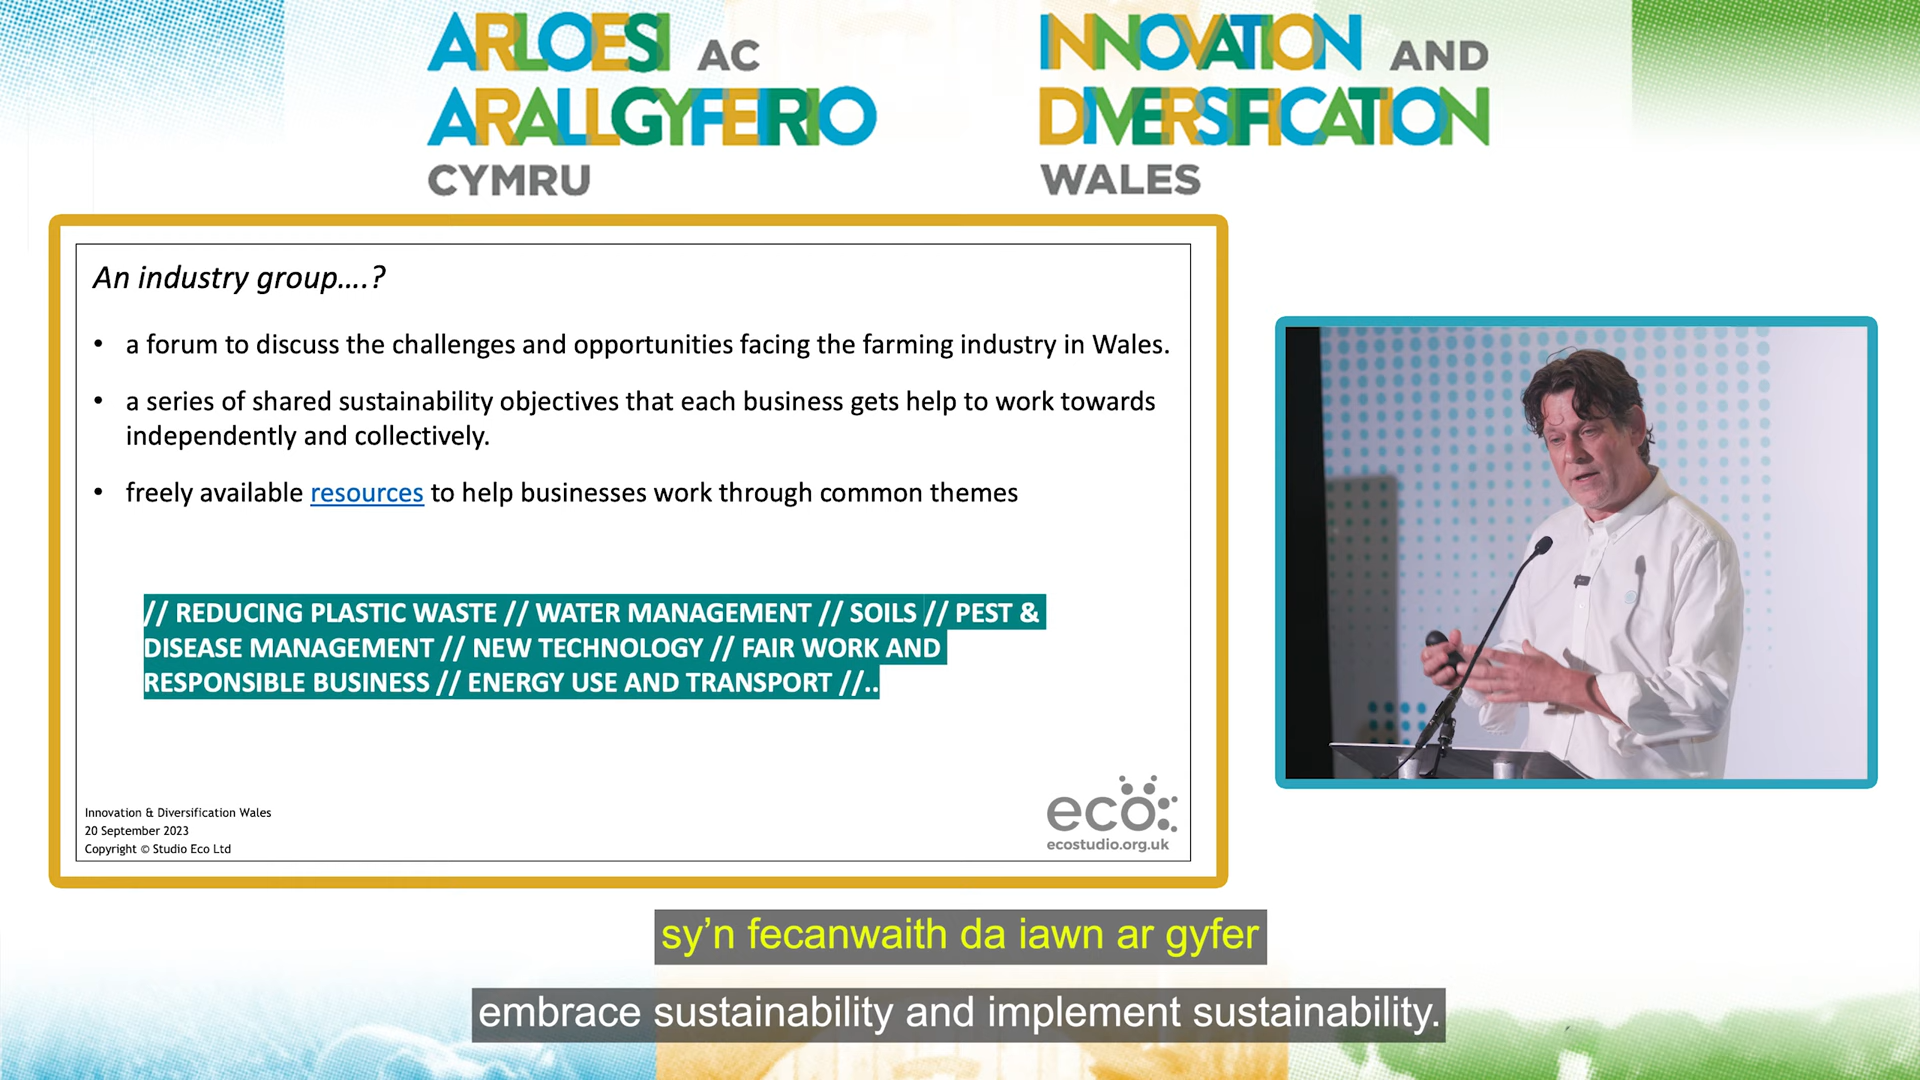 ARLOESI AC
ARALLGYFEIRIO
CYMRU
INNOVATION AND
DIVERSIFICATION
WALES
An industry group....?
• a forum to discuss the challenges and opportunities facing the farming industry in Wales.
• a series of shared sustainability objectives that each business gets help to work towards
independently and collectively.
• freely available resources to help businesses work through common themes
// REDUCING PLASTIC WASTE // WATER MANAGEMENT // SOILS // PEST &
DISEASE MANAGEMENT // NEW TECHNOLOGY // FAIR WORK AND
RESPONSIBLE BUSINESS // ENERGY USE AND TRANSPORT //..
Innovation & Diversification Wales
20 September 2023
Copyright © Studio Eco Ltd
eco
ecostudio.org.uk
sy’n fecanwaith da iawn ar gyfer
embrace sustainability and implement sustainability.